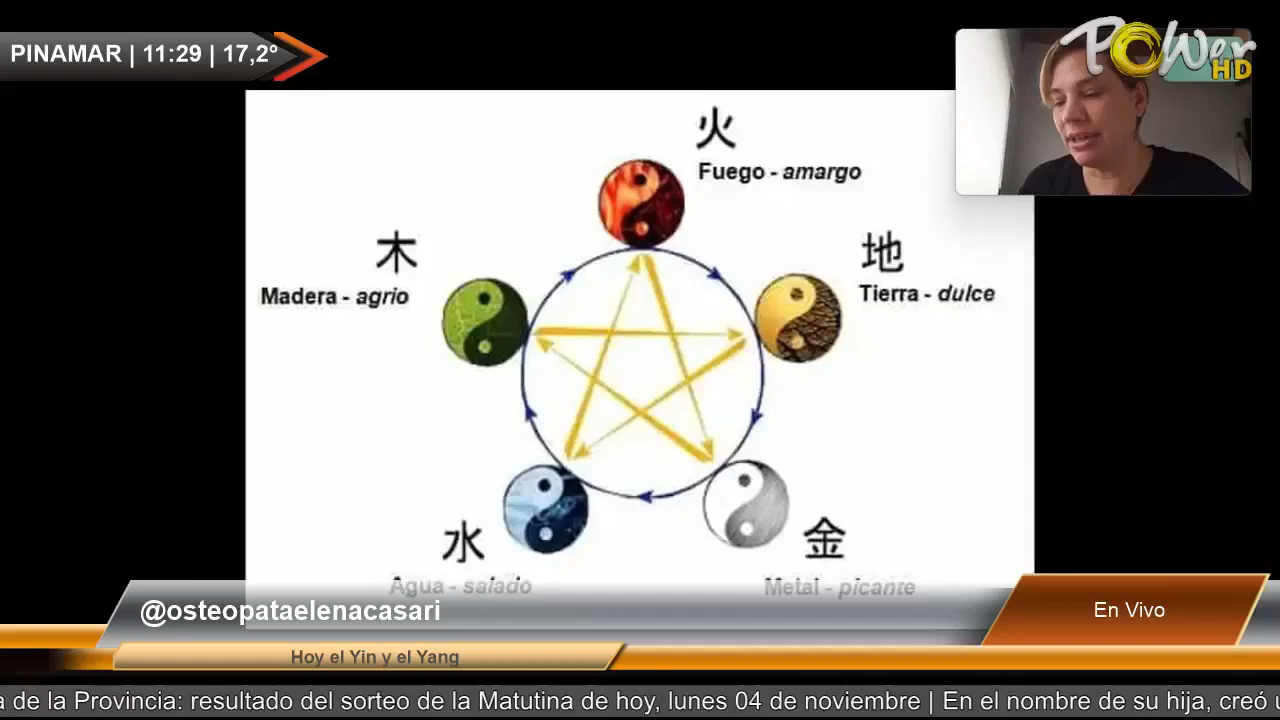 PINAMAR | 11:29 | 17,2°
Power
HD
火
Fuego - amargo
木
Madera - agrio
地
Tierra - dulce
水
Agua - salado
金
Metal - picante
@osteopataelenacasari
En Vivo
Hoy el Yin y el Yang
de la Provincia: resultado del sorteo de la Matutina de hoy, lunes 04 de noviembre | En el nombre de su hija, creó